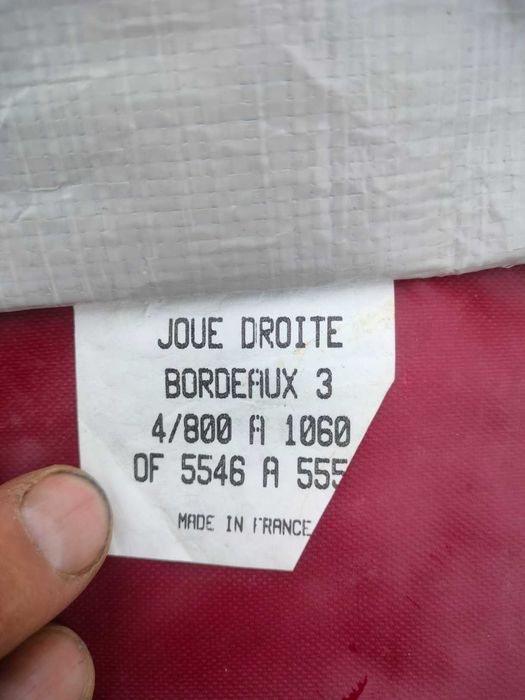 JOUE DROITE
BORDEAUX 3
4/800 A 1060
OF 5546 A 555
MADE IN FRANCE